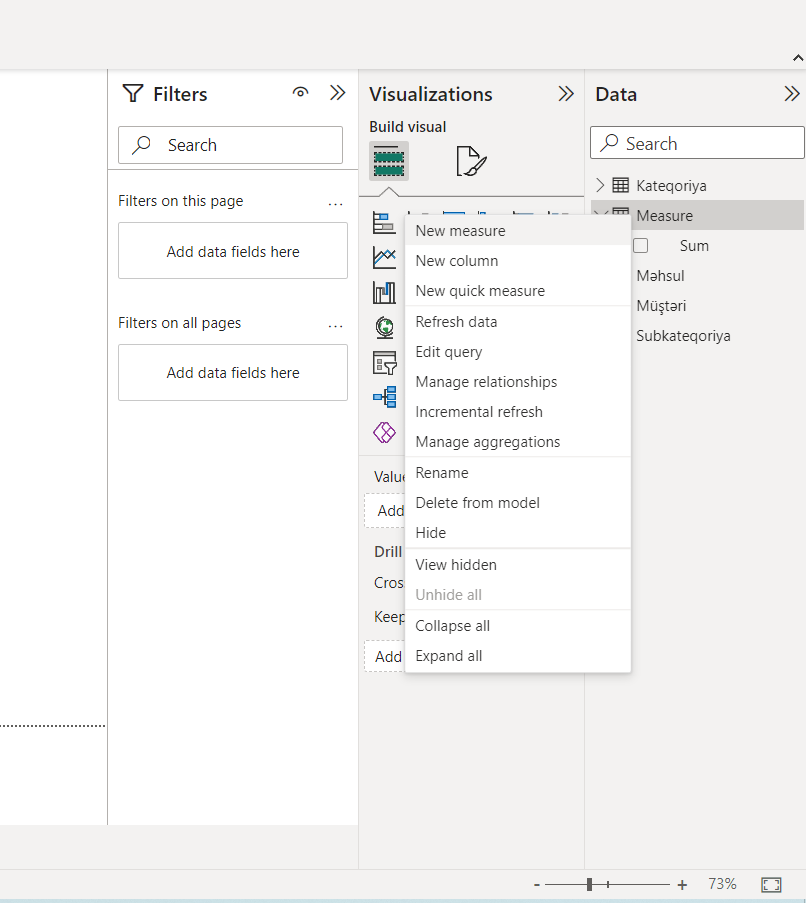 Filters
Search
Filters on this page
...
Add data fields here
Filters on all pages
...
Add data fields here
Visualizations
Build visual
Value
Add
Drill
Cros
Keep
Add
New measure
New column
New quick measure
Refresh data
Edit query
Manage relationships
Incremental refresh
Manage aggregations
Rename
Delete from model
Hide
View hidden
Unhide all
Collapse all
Expand all
Data
Search
Kateqoriya
Measure
Sum
Məhsul
Müştəri
Subkateqoriya
- + 73%